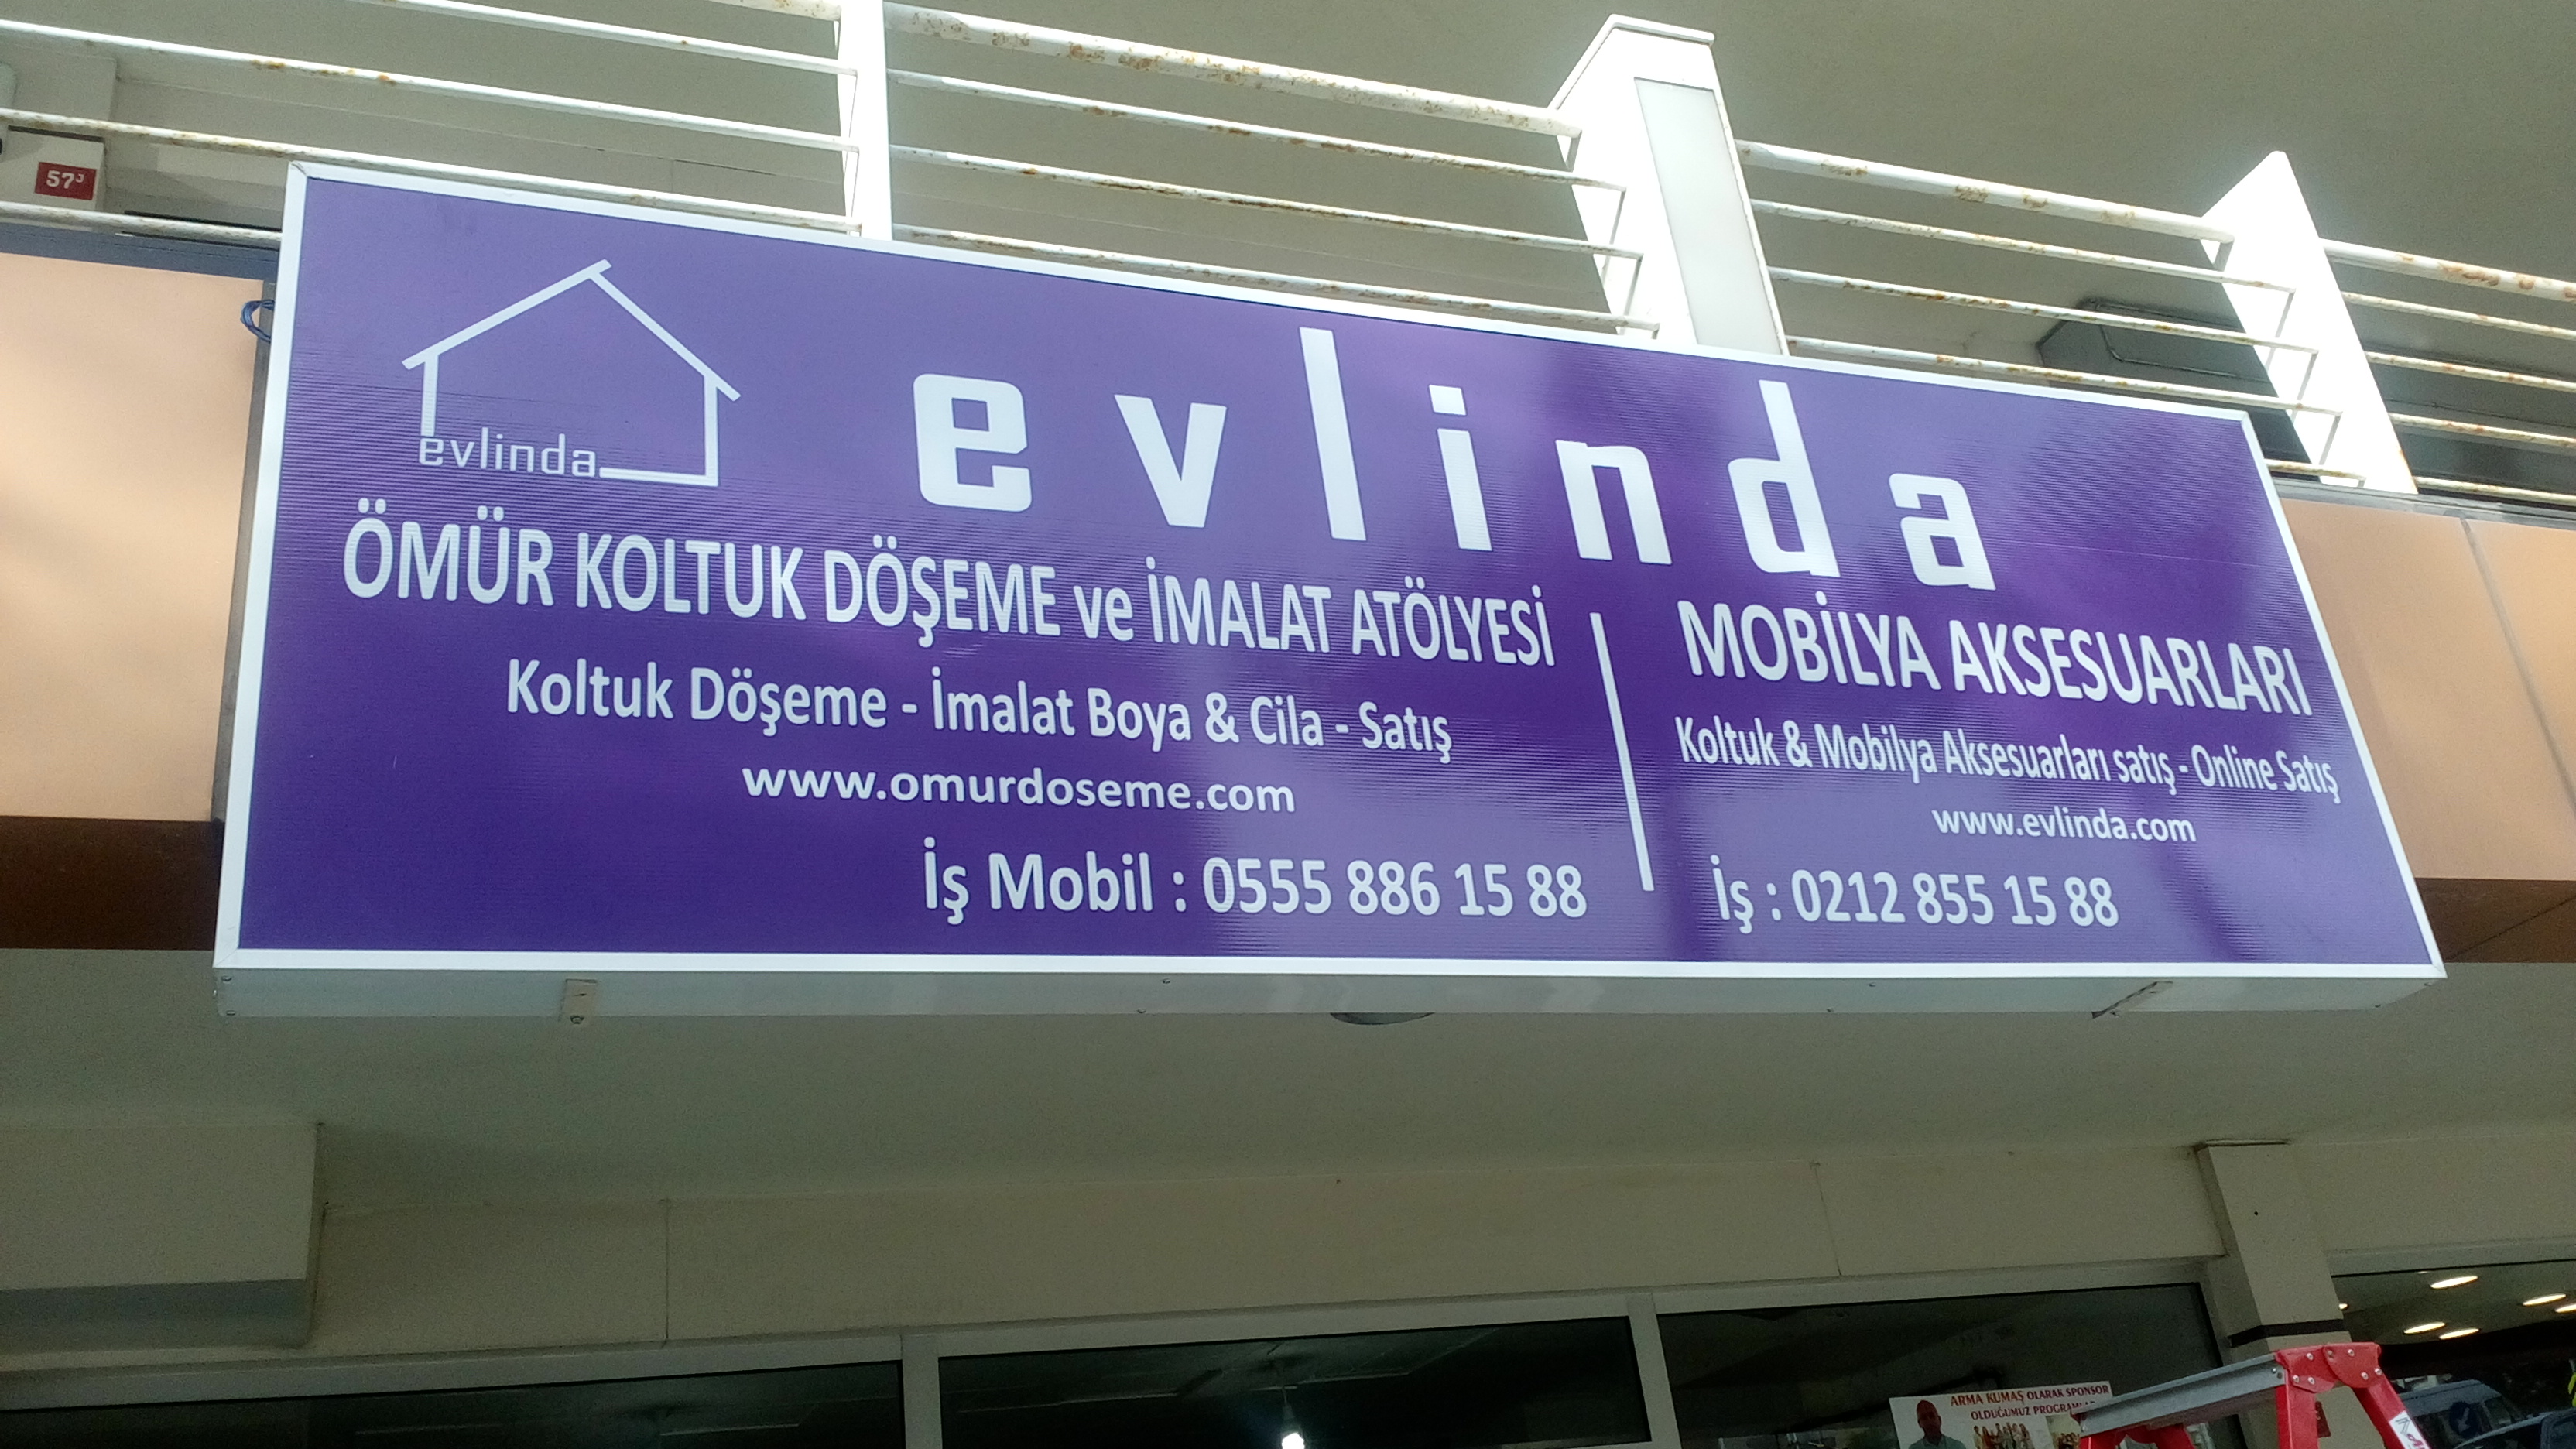 57J
evlinda
evlinda
ÖMÜR KOLTUK DÖŞEME ve İMALAT ATÖLYESİ
Koltuk Döşeme - İmalat Boya & Cila - Satış
www.omurdoseme.com
İş Mobil : 0555 886 15 88
MOBİLYA AKSESUARLARI
Koltuk & Mobilya Aksesuarları satış - Online Satış
www.evlinda.com
İş : 0212 855 15 88
ARMA KUMAŞ OLARAK SPONSOR
OLDUĞUMUZ